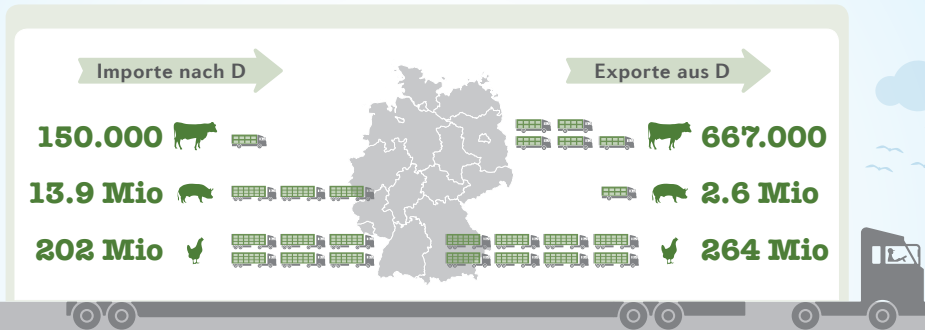 Importe nach D
Exporte aus D
150.000
667.000
13.9 Mio
2.6 Mio
202 Mio
264 Mio